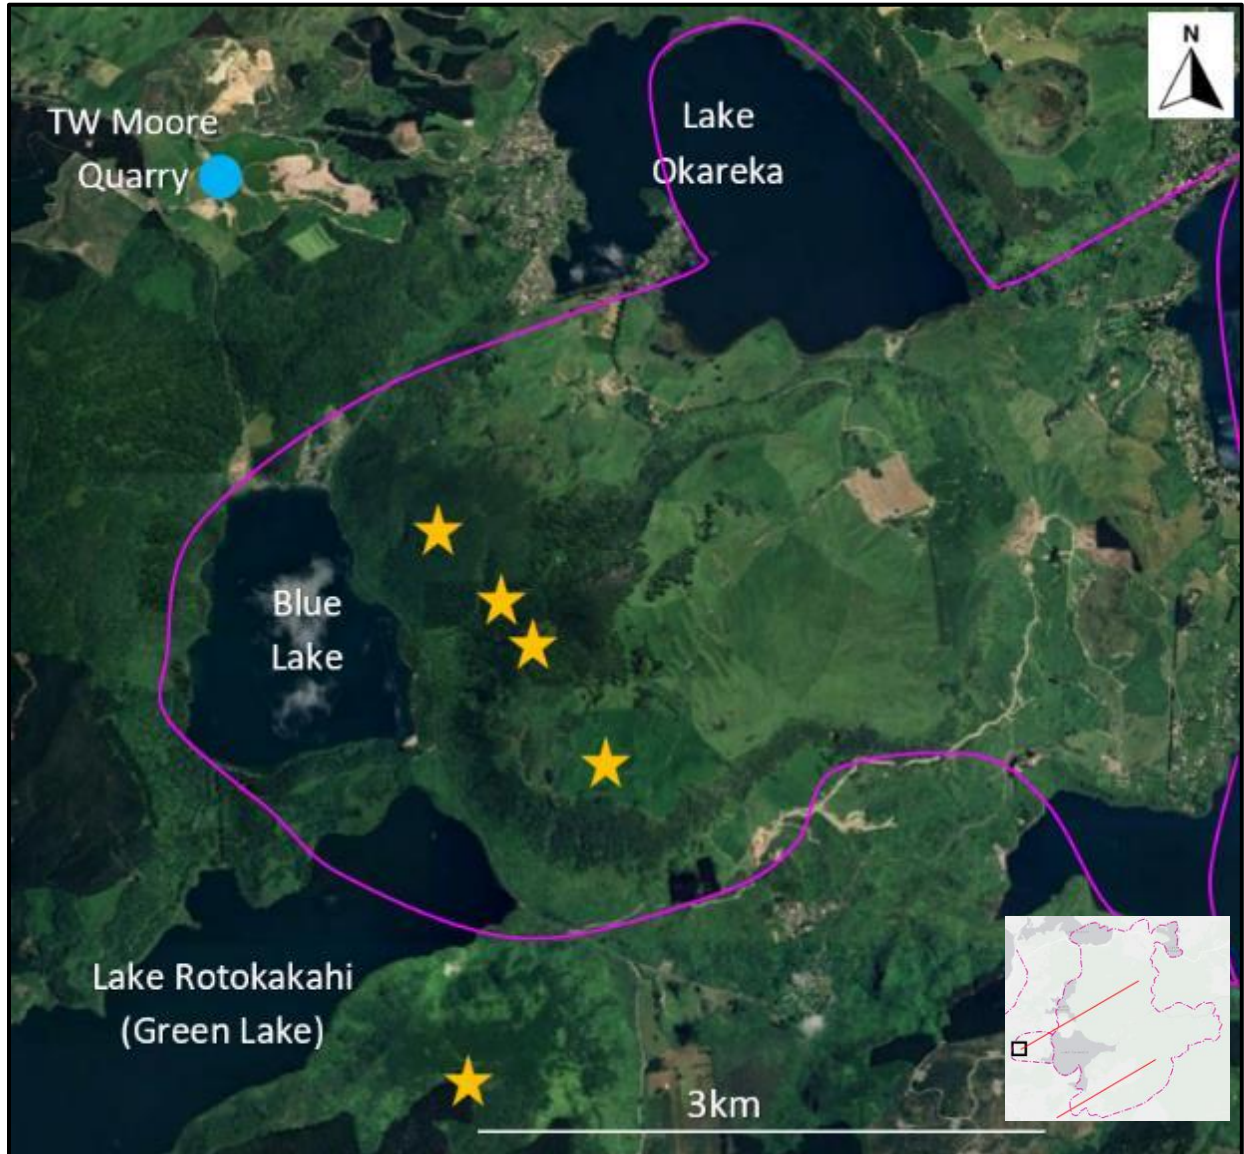 N
Lake
Okareka
TW Moore
Quarry
Blue
Lake
Lake Rotokakahi
(Green Lake)
3km